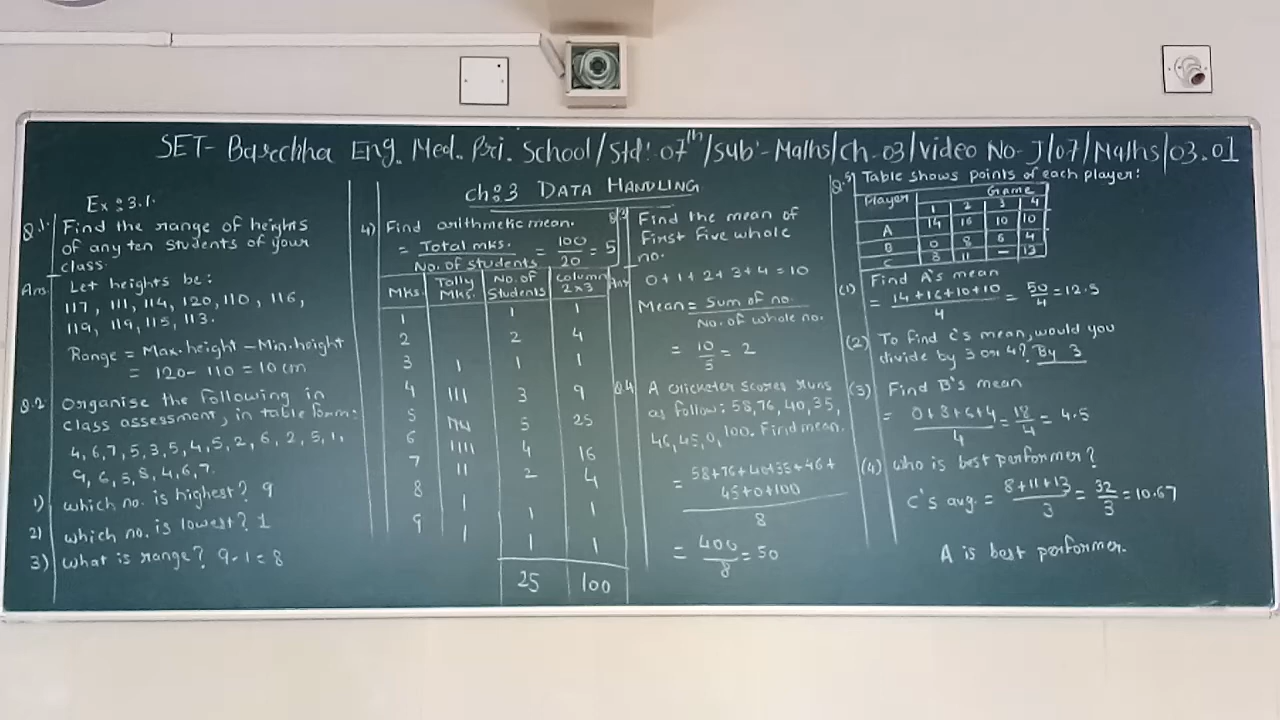 SET- Barechha Eng. Med. Pri. School/Std:-07th/Sub:-Maths/Ch-03/Video No-J/07/Maths/03.01
Ch:3 DATA HANDLING
Ex:3.1
Q.1 Find the range of heights
of any ten students of your
class.
Ans. Let heights be:
117, 111, 114, 120, 110, 116,
119, 119, 115, 113.
Range = Max.height - Min.height
= 120 - 110 = 10 cm
Q.2 Organise the following in
class assessment, in table form:
4, 6, 7, 5, 3, 5, 4, 5, 2, 6, 2, 5, 1,
9, 6, 5, 8, 4, 6, 7.
1) which no. is highest? 9
2) which no. is lowest? 1
3) What is range? 9-1=8
4) Find arithmetic mean.
= Total mks. / No. of students = 100/20 = 5
Mks. Tally Mks. No. of Students column 2x3
1 1 1
2 2 4
3 | 1 1
4 ||| 3 9
5 5 25
6 |||| 4 16
7 || 2 4
8 | 1 1
9 | 1 1
25 100
Q.3 Find the mean of
First five whole
no.
Ans 0+1+2+3+4=10
Mean = Sum of no. / No. of whole no.
= 10/5 = 2
Q.4 A cricketer scores runs
as follow: 58, 76, 40, 35,
46, 45, 0, 100. Find mean.
= 58+76+40+35+46+
45+0+100
8
= 400/8 = 50
Q.5 Table shows points of each player:
Player Game
1 2 3 4
A 14 16 10 10
B 0 8 6 4
C 8 11 - 13
(1) Find A's mean
= 14+16+10+10 / 4 = 50/4 = 12.5
(2) To find C's mean, would you
divide by 3 or 4? By 3
(3) Find B's mean
= 0+8+6+4 / 4 = 18/4 = 4.5
(4) Who is best performer?
C's avg. = 8+11+13 / 3 = 32/3 = 10.67
A is best performer.